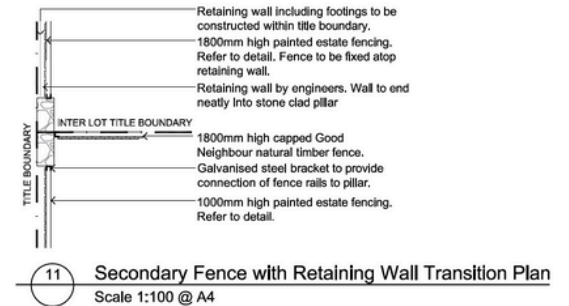 Retaining wall including footings to be
constructed within title boundary.
1800mm high painted estate fencing.
Refer to detail. Fence to be fixed atop
retaining wall.
Retaining wall by engineers. Wall to end
neatly Into stone clad pillar
INTER LOT TITLE BOUNDARY
1800mm high capped Good
Neighbour natural timber fence.
Galvanised steel bracket to provide
connection of fence rails to pillar.
1000mm high painted estate fencing.
Refer to detail.
TITLE BOUNDARY
11 Secondary Fence with Retaining Wall Transition Plan
Scale 1:100 @ A4